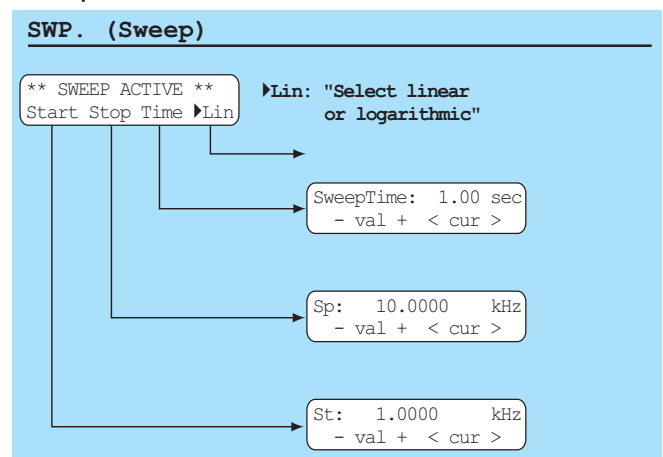 SWP. (Sweep)
** SWEEP ACTIVE **
Start Stop Time ▶Lin
▶Lin: "Select linear
or logarithmic"
SweepTime: 1.00 sec
- val + < cur >
Sp: 10.0000 kHz
- val + < cur >
St: 1.0000 kHz
- val + < cur >